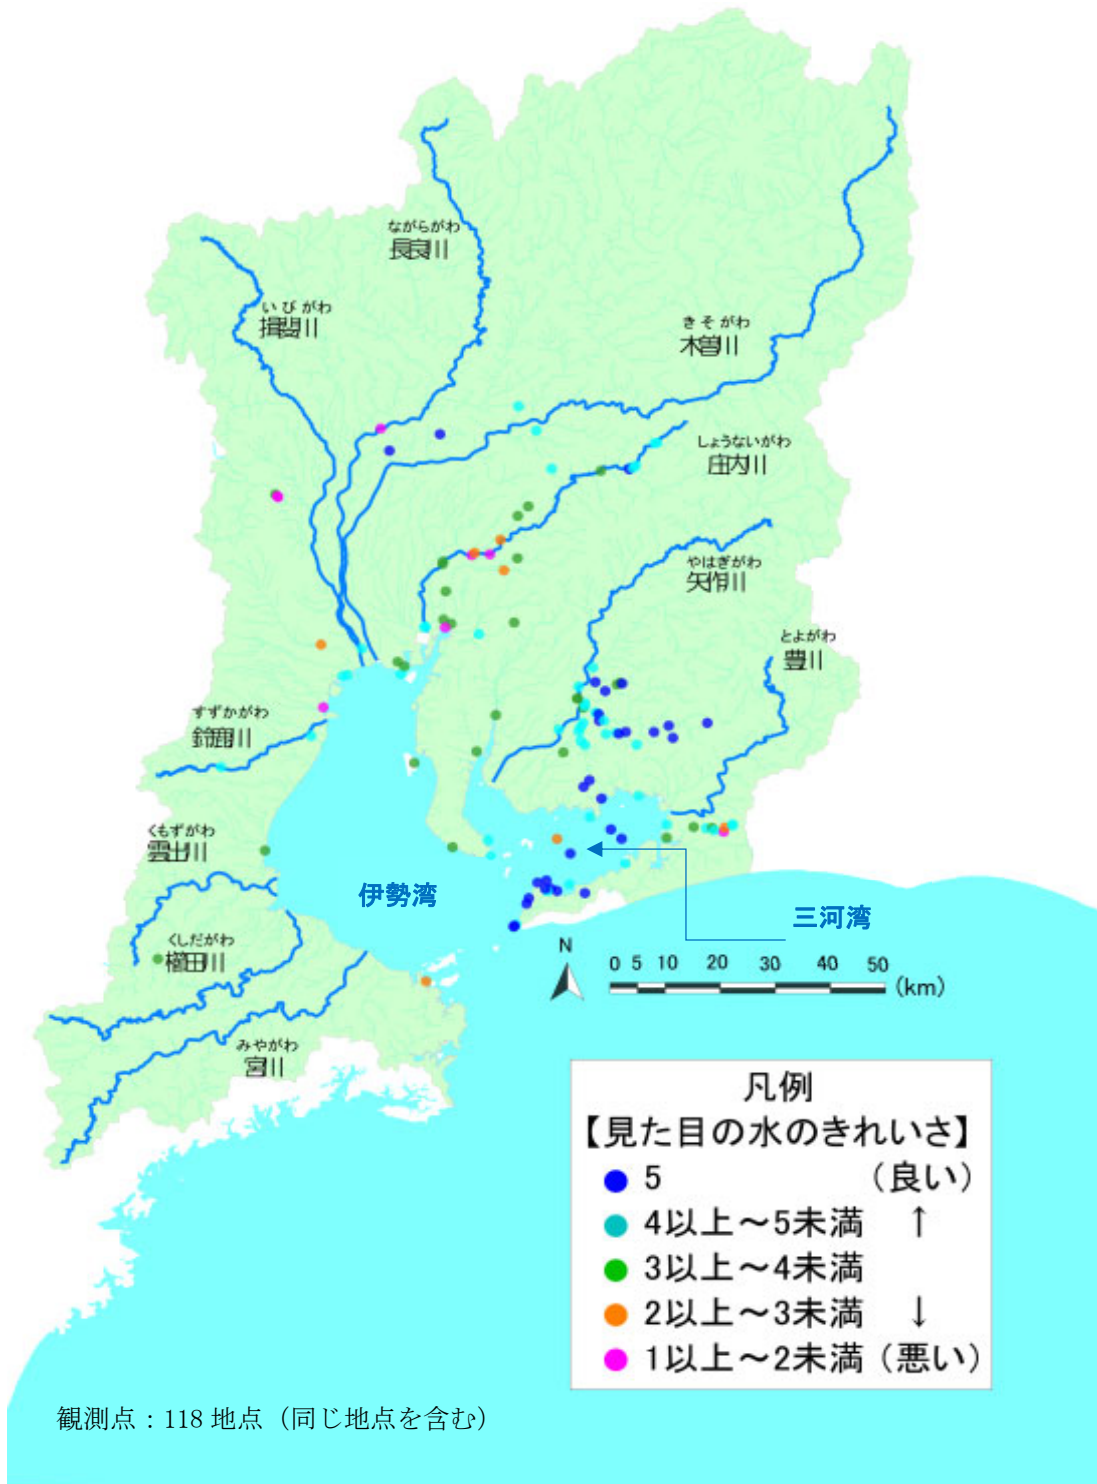 ながらがわ
長良川
いびがわ
揖斐川
きそがわ
木曽川
しょうないがわ
庄内川
やはぎがわ
矢作川
とよがわ
豊川
すずかがわ
鈴鹿川
くもずがわ
雲出川
伊勢湾
三河湾
くしだがわ
櫛田川
N
0 5 10 20 30 40 50
(km)
みやがわ
宮川
凡例
【見た目の水のきれいさ】
5 （良い）
4以上～5未満 ↑
3以上～4未満
2以上～3未満 ↓
1以上～2未満（悪い）
観測点：118 地点（同じ地点を含む）